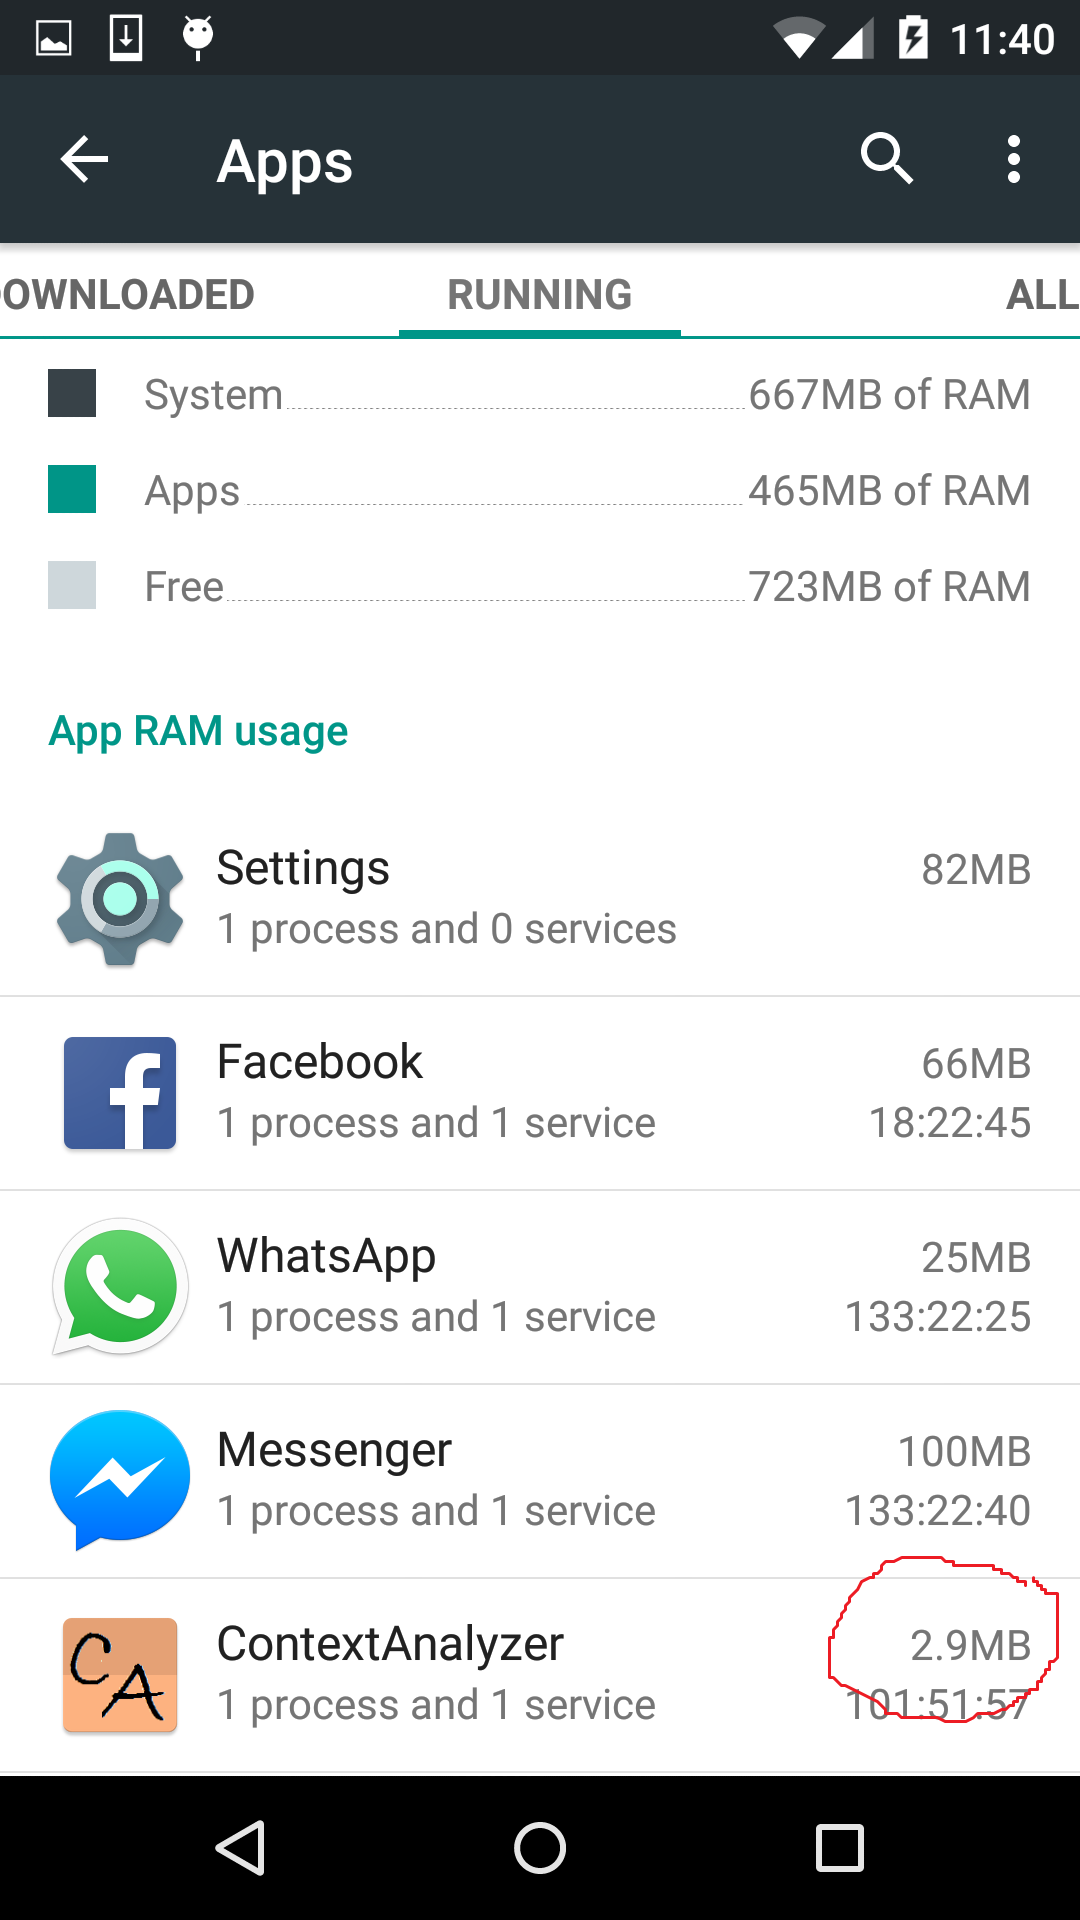 11:40
Apps
OWNLOADED RUNNING ALL
System 667MB of RAM
Apps 465MB of RAM
Free 723MB of RAM
App RAM usage
Settings 82MB
1 process and 0 services
Facebook 66MB
1 process and 1 service 18:22:45
WhatsApp 25MB
1 process and 1 service 133:22:25
Messenger 100MB
1 process and 1 service 133:22:40
CA
ContextAnalyzer 2.9MB
1 process and 1 service 101:51:57